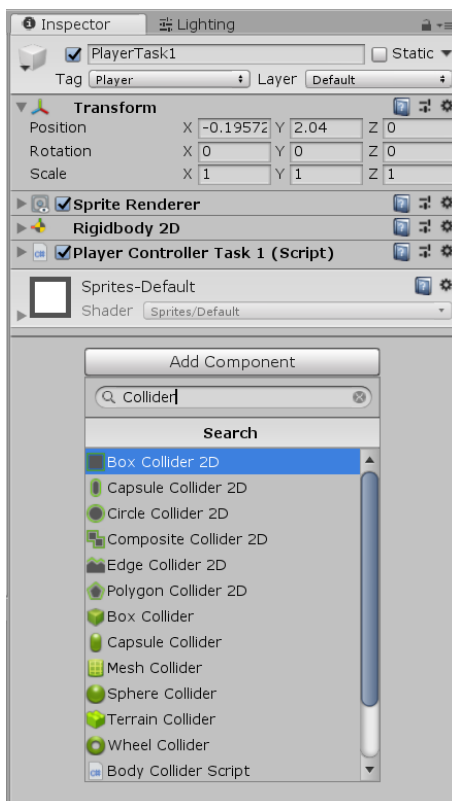 Inspector Lighting
PlayerTask1 Static
Tag Player Layer Default
Transform
Position X -0.19572 Y 2.04 Z 0
Rotation X 0 Y 0 Z 0
Scale X 1 Y 1 Z 1
Sprite Renderer
Rigidbody 2D
Player Controller Task 1 (Script)
Sprites-Default
Shader Sprites/Default
Add Component
Collider
Search
Box Collider 2D
Capsule Collider 2D
Circle Collider 2D
Composite Collider 2D
Edge Collider 2D
Polygon Collider 2D
Box Collider
Capsule Collider
Mesh Collider
Sphere Collider
Terrain Collider
Wheel Collider
Body Collider Script